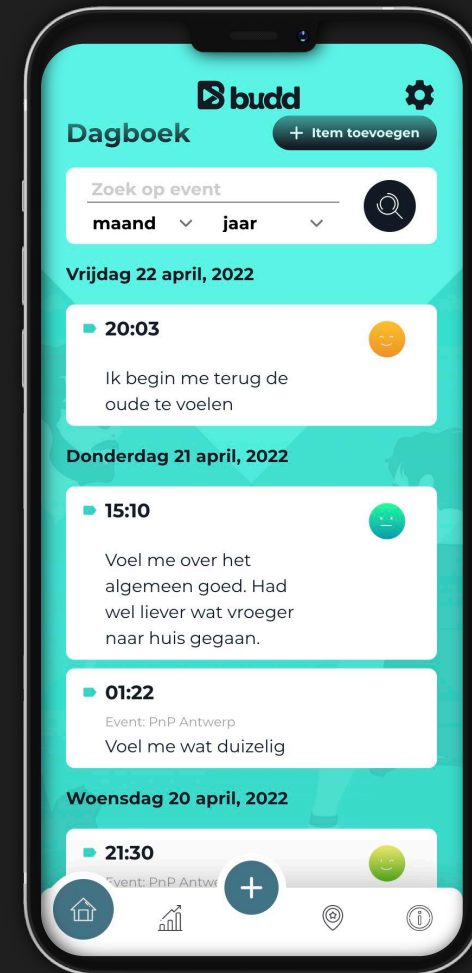 budd
Dagboek
+ Item toevoegen
Zoek op event
maand jaar
Vrijdag 22 april, 2022
20:03
Ik begin me terug de
oude te voelen
Donderdag 21 april, 2022
15:10
Voel me over het
algemeen goed. Had
wel liever wat vroeger
naar huis gegaan.
01:22
Event: PnP Antwerp
Voel me wat duizelig
Woensdag 20 april, 2022
21:30
Event: PnP Antwe
+